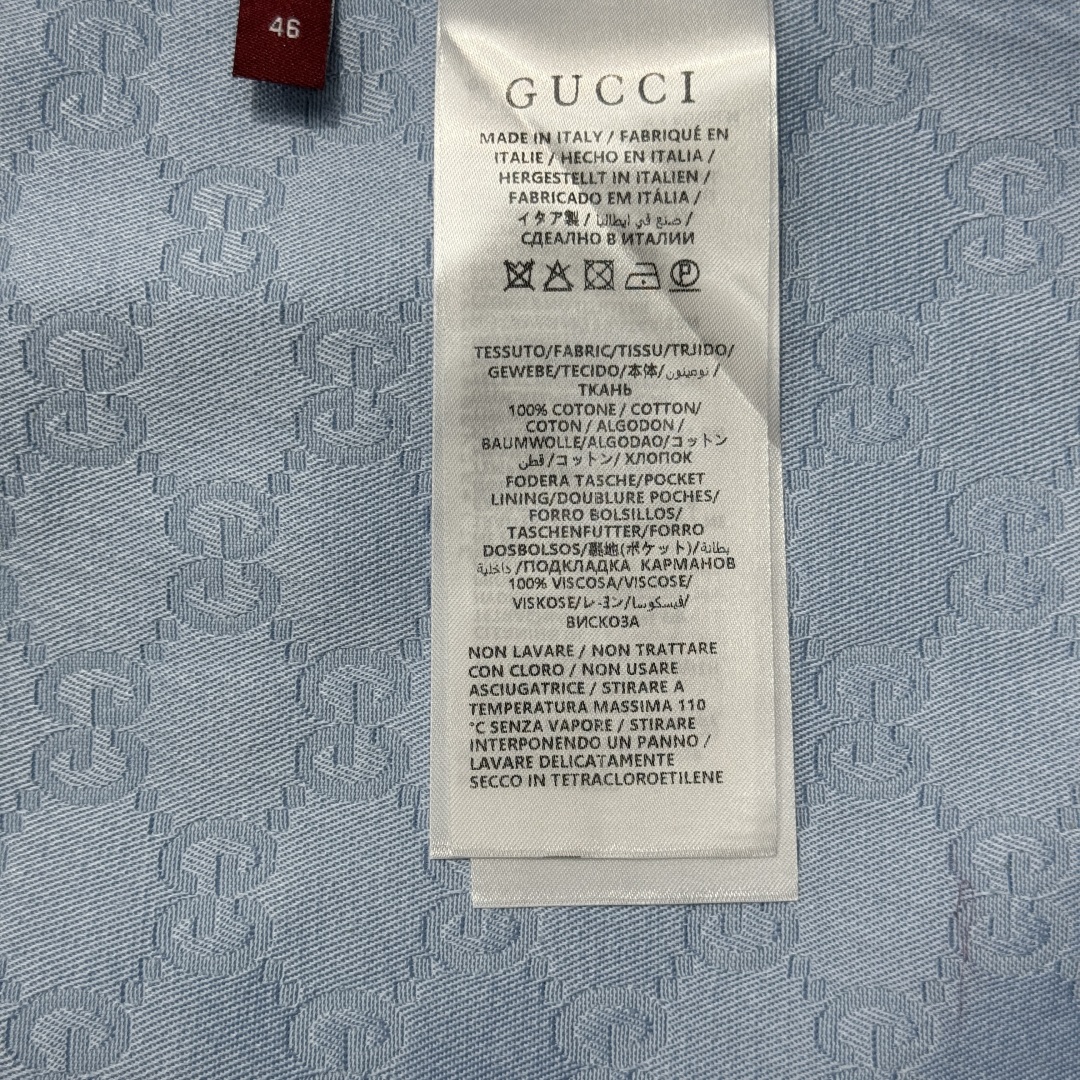 46
GUCCI
MADE IN ITALY / FABRIQUÉ EN
ITALIE / HECHO EN ITALIA /
HERGESTELLT IN ITALIEN /
FABRICADO EM ITÁLIA /
イタア製 / صنع في ايطاليا /
СДЕАЛНО В ИТАЛИИ
TESSUTO/FABRIC/TISSU/TRJIDO/
GEWEBE/TECIDO/本体/نوعينون /
ТКАНЬ
100% COTONE / COTTON/
COTON / ALGODON /
BAUMWOLLE/ALGODAO/コットン
قطن/コットン/ ХЛОПОК
FODERA TASCHE/POCKET
LINING/DOUBLURE POCHES/
FORRO BOLSILLOS/
TASCHENFUTTER/FORRO
DOSBOLSOS/裏地(ポケット)/بطانة
داخلية /ПОДКЛАДКА КАРМАНОВ
100% VISCOSA/VISCOSE/
VISKOSE/レ-ヨン/فيسكوسا/
ВИСКОЗА
NON LAVARE / NON TRATTARE
CON CLORO / NON USARE
ASCIUGATRICE / STIRARE A
TEMPERATURA MASSIMA 110
°C SENZA VAPORE / STIRARE
INTERPONENDO UN PANNO /
LAVARE DELICATAMENTE
SECCO IN TETRACLOROETILENE